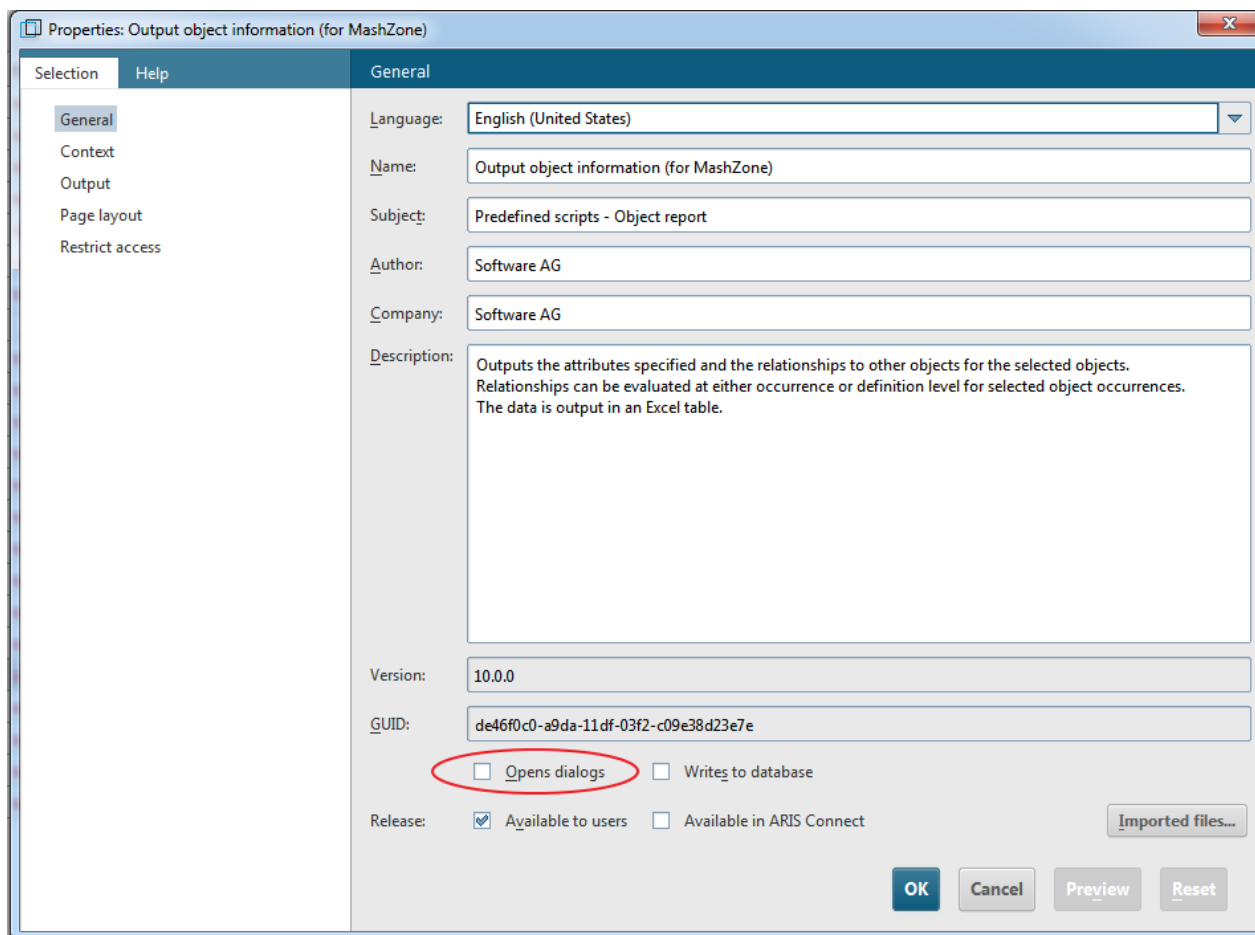 Properties: Output object information (for MashZone)
Selection Help General
General
Context
Output
Page layout
Restrict access
Language: English (United States)
Name: Output object information (for MashZone)
Subject: Predefined scripts - Object report
Author: Software AG
Company: Software AG
Description: Outputs the attributes specified and the relationships to other objects for the selected objects.
Relationships can be evaluated at either occurrence or definition level for selected object occurrences.
The data is output in an Excel table.
Version: 10.0.0
GUID: de46f0c0-a9da-11df-03f2-c09e38d23e7e
Opens dialogs Writes to database
Release: Available to users Available in ARIS Connect Imported files...
OK Cancel Preview Reset